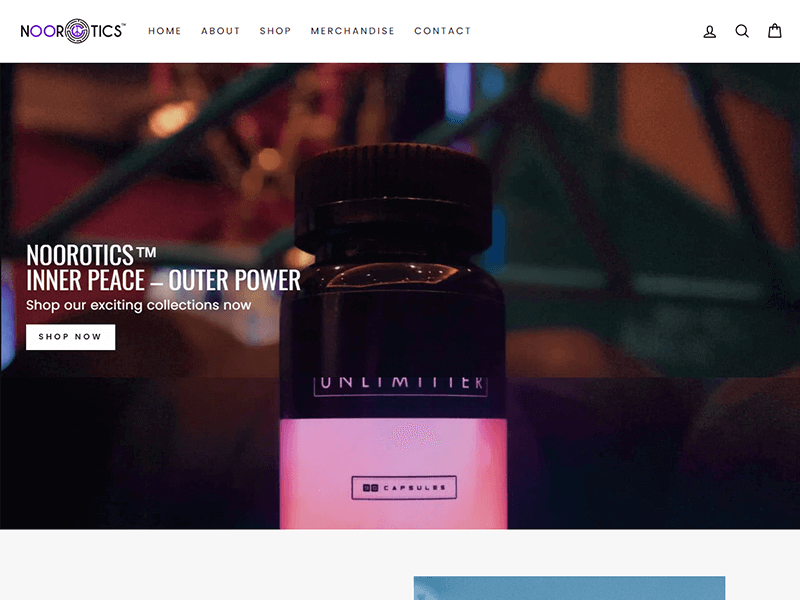 NOOROTICS™
HOME
ABOUT
SHOP
MERCHANDISE
CONTACT
NOOROTICS™
INNER PEACE – OUTER POWER
Shop our exciting collections now
SHOP NOW
UNLIMITTER
90 CAPSULES